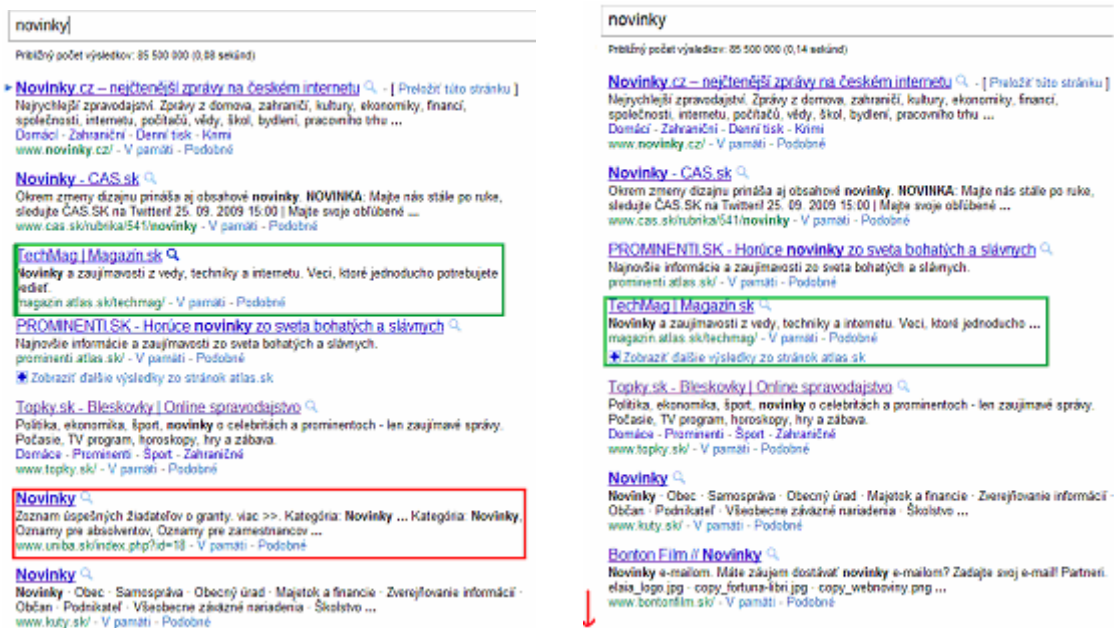 novinky
Približný počet výsledkov: 85 500 000 (0,08 sekúnd)
Novinky.cz – nejčtenější zprávy na českém internetu - [ Preložiť túto stránku ]
Nejrychlejší zpravodajství. Zprávy z domova, zahraničí, kultury, ekonomiky, financí,
společnosti, internetu, počítačů, vědy, škol, bydlení, pracovního trhu ...
Domácí - Zahraniční - Denní tisk - Krimi
www.novinky.cz/ - V pamäti - Podobné
Novinky - CAS.sk
Okrem zmeny dizajnu prináša aj obsahové novinky. NOVINKA: Majte nás stále po ruke,
sledujte ČAS.SK na Twitteri! 25. 09. 2009 15:00 | Majte svoje obľúbené ...
www.cas.sk/rubrika/541/novinky - V pamäti - Podobné
TechMag | Magazín.sk
Novinky a zaujímavosti z vedy, techniky a internetu. Veci, ktoré jednoducho potrebujete
vedieť.
magazin.atlas.sk/techmag/ - V pamäti - Podobné
PROMINENTI.SK - Horúce novinky zo sveta bohatých a slávnych
Najnovšie informácie a zaujímavosti zo sveta bohatých a slávnych.
prominenti.atlas.sk/ - V pamäti - Podobné
Zobraziť ďalšie výsledky zo stránok atlas.sk
Topky.sk - Bleskovky | Online spravodajstvo
Politika, ekonomika, šport, novinky o celebritách a prominentoch - len zaujímavé správy.
Počasie, TV program, horoskopy, hry a zábava.
Domáce - Prominenti - Šport - Zahraničné
www.topky.sk/ - V pamäti - Podobné
Novinky
Zoznam úspešných žiadateľov o granty. viac >>. Kategória: Novinky ... Kategória: Novinky,
Oznamy pre absolventov, Oznamy pre zamestnancov ...
www.uniba.sk/index.php?id=18 - V pamäti - Podobné
Novinky
Novinky · Obec · Samospráva · Obecný úrad · Majetok a financie · Zverejňovanie informácií ·
Občan · Podnikateľ · Všeobecne záväzné nariadenia · Školstvo ...
www.kuty.sk/ - V pamäti - Podobné
novinky
Približný počet výsledkov: 85 500 000 (0,14 sekúnd)
Novinky.cz – nejčtenější zprávy na českém internetu - [ Preložiť túto stránku ]
Nejrychlejší zpravodajství. Zprávy z domova, zahraničí, kultury, ekonomiky, financí,
společnosti, internetu, počítačů, vědy, škol, bydlení, pracovního trhu ...
Domácí - Zahraniční - Denní tisk - Krimi
www.novinky.cz/ - V pamäti - Podobné
Novinky - CAS.sk
Okrem zmeny dizajnu prináša aj obsahové novinky. NOVINKA: Majte nás stále po ruke,
sledujte ČAS.SK na Twitteri! 25. 09. 2009 15:00 | Majte svoje obľúbené ...
www.cas.sk/rubrika/541/novinky - V pamäti - Podobné
PROMINENTI.SK - Horúce novinky zo sveta bohatých a slávnych
Najnovšie informácie a zaujímavosti zo sveta bohatých a slávnych.
prominenti.atlas.sk/ - V pamäti - Podobné
TechMag | Magazín.sk
Novinky a zaujímavosti z vedy, techniky a internetu. Veci, ktoré jednoducho ...
magazin.atlas.sk/techmag/ - V pamäti - Podobné
Zobraziť ďalšie výsledky zo stránok atlas.sk
Topky.sk - Bleskovky | Online spravodajstvo
Politika, ekonomika, šport, novinky o celebritách a prominentoch - len zaujímavé správy.
Počasie, TV program, horoskopy, hry a zábava.
Domáce - Prominenti - Šport - Zahraničné
www.topky.sk/ - V pamäti - Podobné
Novinky
Novinky · Obec · Samospráva · Obecný úrad · Majetok a financie · Zverejňovanie informácií ·
Občan · Podnikateľ · Všeobecne záväzné nariadenia · Školstvo ...
www.kuty.sk/ - V pamäti - Podobné
Bonton Film // Novinky
Novinky e-mailom. Máte záujem dostávať novinky e-mailom? Zadajte svoj e-mail! Partneri.
elaia_logo.jpg · copy_fortuna-libri.jpg · copy_webnoviny.png ...
www.bontonfilm.sk/ - V pamäti - Podobné